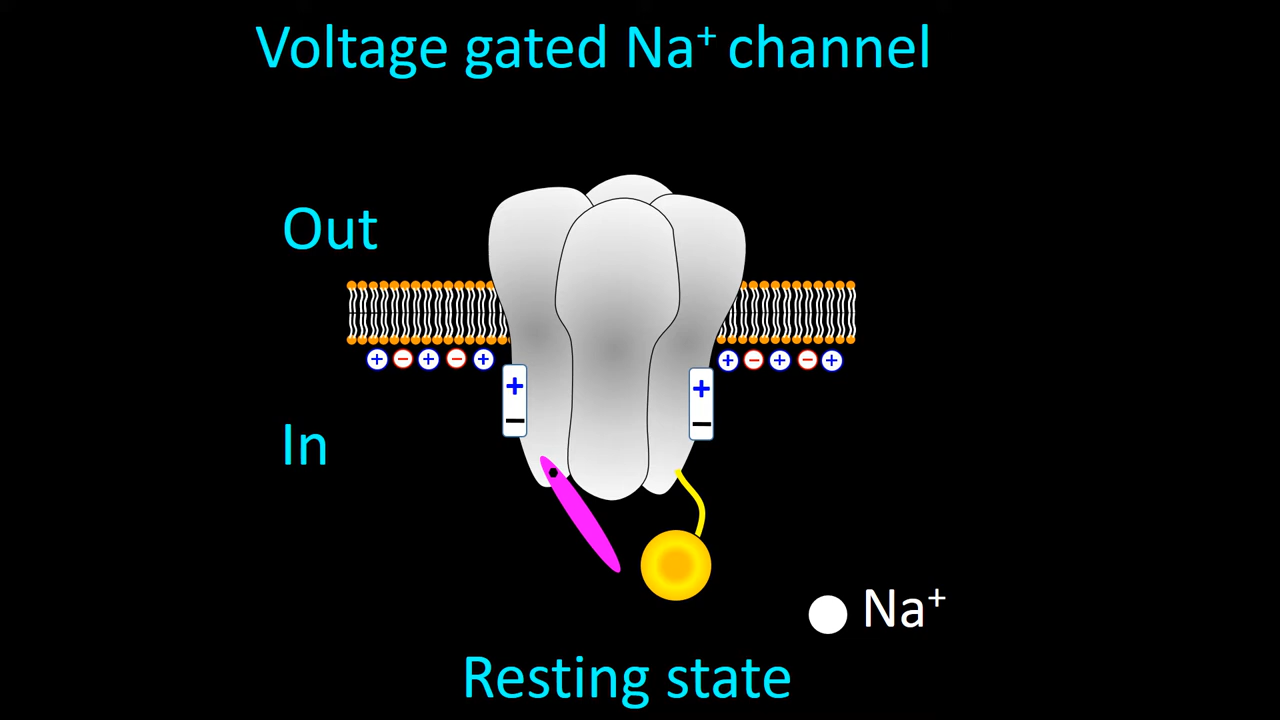 Voltage gated Na⁺ channel
Out
+ − + − +
+ − + − +
+
−
+
−
In
Na⁺
Resting state